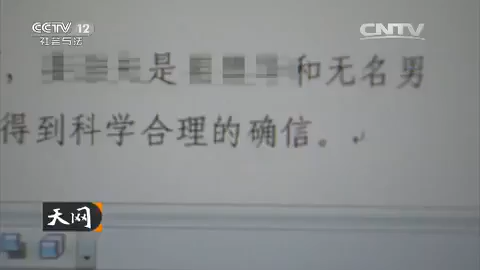 CCTV 12
社会与法
CNTV
，是和无名男
得到科学合理的确信。
天网